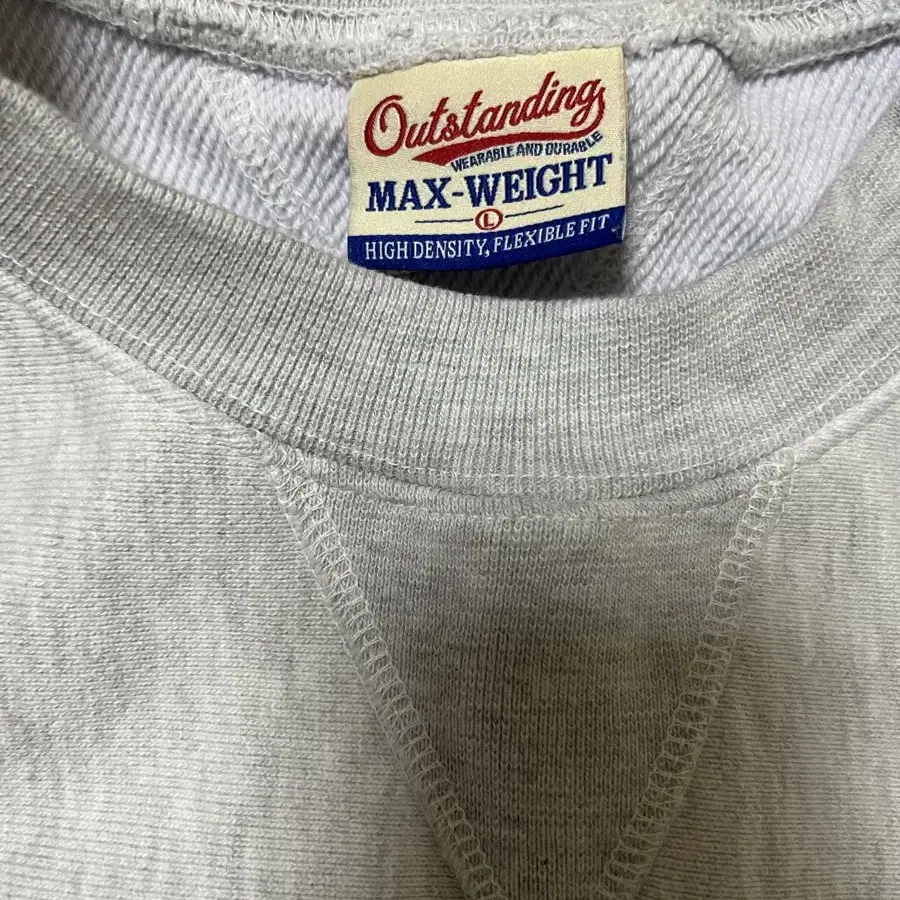 Outstanding
WEARABLE AND DURABLE
MAX-WEIGHT
L
HIGH DENSITY, FLEXIBLE FIT